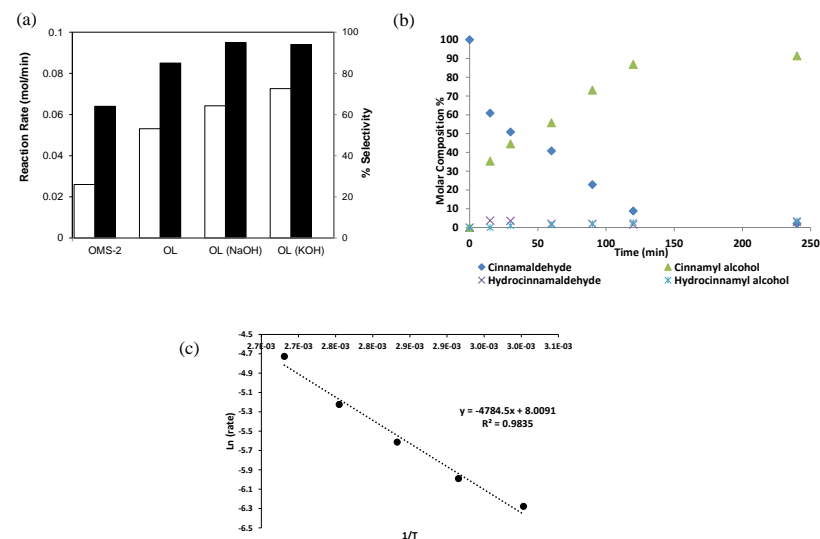 (a)
Reaction Rate (mol/min)
0.1
0.08
0.06
0.04
0.02
0
100
80
60
40
20
0
% Selectivity
OMS-2 OL OL (NaOH) OL (KOH)
(b)
Molar Composition %
100
90
80
70
60
50
40
30
20
10
0
0 50 100 150 200 250
Time (min)
Cinnamaldehyde Cinnamyl alcohol
Hydrocinnamaldehyde Hydrocinnamyl alcohol
(c)
Ln (rate)
-4.5
2.7E-03 2.7E-03 2.8E-03 2.8E-03 2.9E-03 2.9E-03 3.0E-03 3.0E-03 3.1E-03
-4.7
-4.9
-5.1
-5.3
-5.5
-5.7
-5.9
-6.1
-6.3
-6.5
y = -4784.5x + 8.0091
R² = 0.9835
1/T